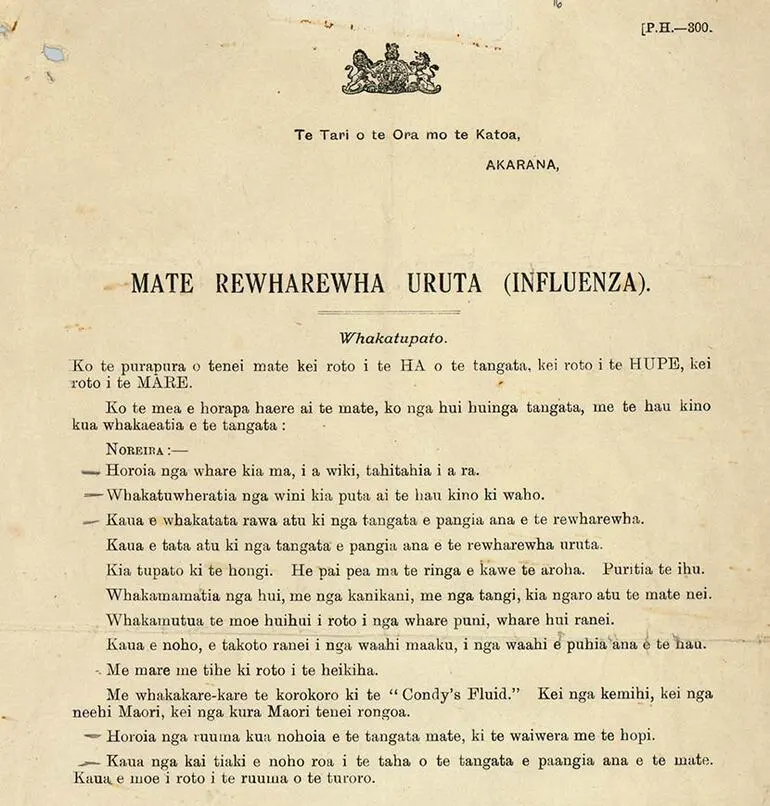 16
[P.H.—300.
Te Tari o te Ora mo te Katoa,
AKARANA,
MATE REWHAREWHA URUTA (INFLUENZA).
Whakatupato.
Ko te purapura o tenei mate kei roto i te HA o te tangata, kei roto i te HUPE, kei
roto i te MARE.
Ko te mea e horapa haere ai te mate, ko nga hui huinga tangata, me te hau kino
kua whakaeatia e te tangata :
NOREIRA :—
Horoia nga whare kia ma, i a wiki, tahitahia i a ra.
Whakatuwheratia nga wini kia puta ai te hau kino ki waho.
Kaua e whakatata rawa atu ki nga tangata e pangia ana e te rewharewha.
Kaua e tata atu ki nga tangata e pangia ana e te rewharewha uruta.
Kia tupato ki te hongi. He pai pea ma te ringa e kawe te aroha. Puritia te ihu.
Whakamamatia nga hui, me nga kanikani, me nga tangi, kia ngaro atu te mate nei.
Whakamutua te moe huihui i roto i nga whare puni, whare hui ranei.
Kaua e noho, e takoto ranei i nga waahi maaku, i nga waahi e puhia ana e te hau.
Me mare me tihe ki roto i te heikiha.
Me whakakare-kare te korokoro ki te “ Condy's Fluid.” Kei nga kemihi, kei nga
neehi Maori, kei nga kura Maori tenei rongoa.
Horoia nga ruuma kua nohoia e te tangata mate, ki te waiwera me te hopi.
Kaua nga kai tiaki e noho roa i te taha o te tangata e paangia ana e te mate.
Kaua e moe i roto i te ruuma o te turoro.